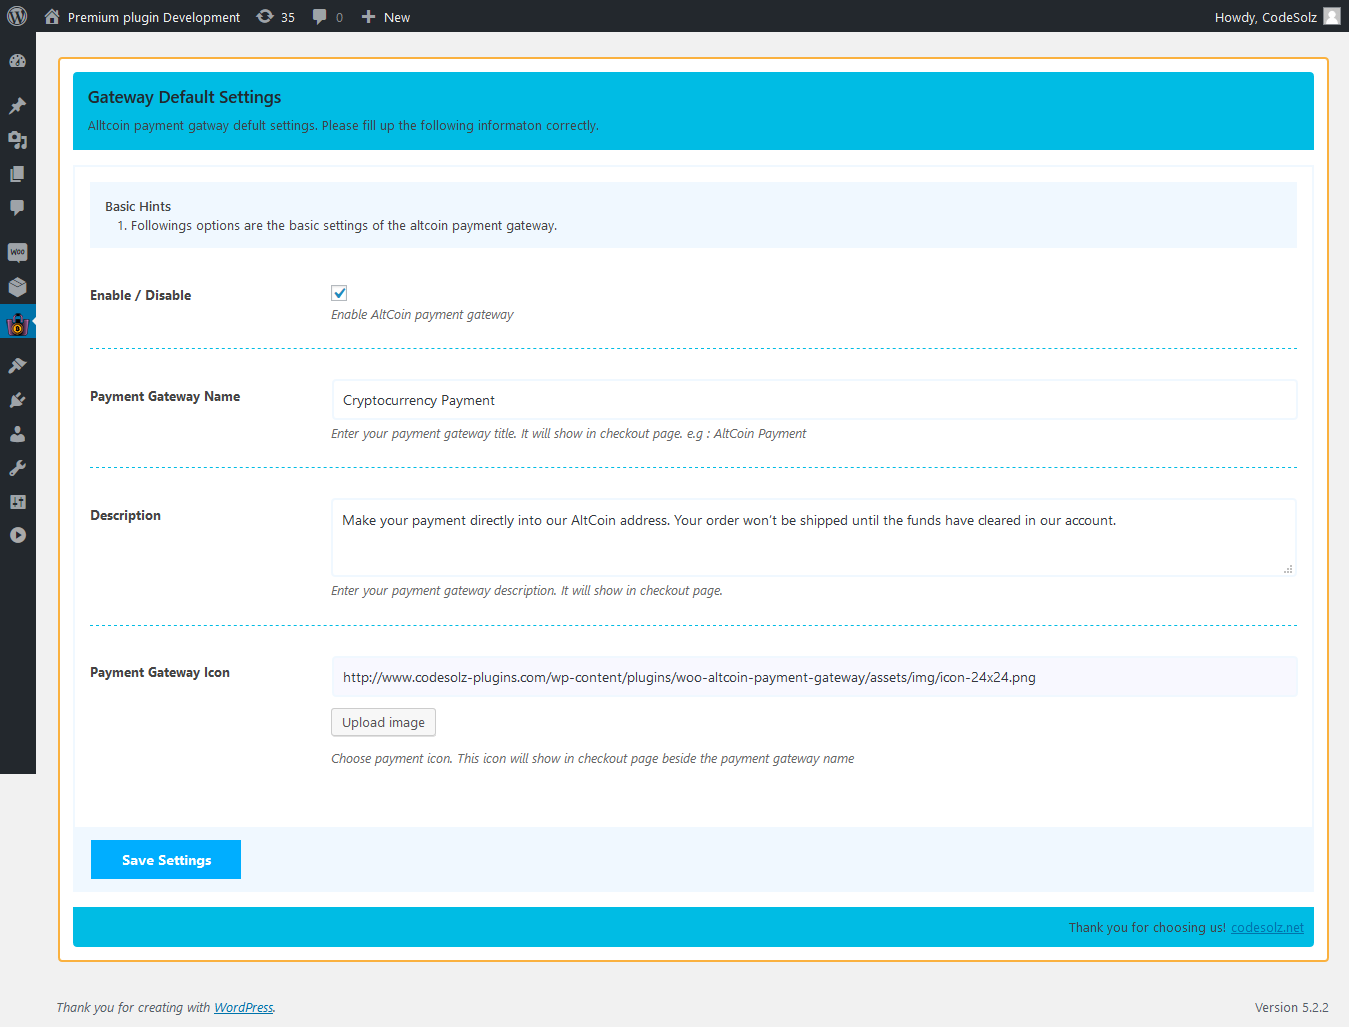 Premium plugin Development 35 0 New Howdy, CodeSolz
Gateway Default Settings
Alltcoin payment gatway defult settings. Please fill up the following informaton correctly.
Basic Hints
1. Followings options are the basic settings of the altcoin payment gateway.
woo
Enable / Disable
Enable AltCoin payment gateway
Payment Gateway Name
Cryptocurrency Payment
Enter your payment gateway title. It will show in checkout page. e.g : AltCoin Payment
Description
Make your payment directly into our AltCoin address. Your order won't be shipped until the funds have cleared in our account.
Enter your payment gateway description. It will show in checkout page.
Payment Gateway Icon
http://www.codesolz-plugins.com/wp-content/plugins/woo-altcoin-payment-gateway/assets/img/icon-24x24.png
Upload image
Choose payment icon. This icon will show in checkout page beside the payment gateway name
Save Settings
Thank you for choosing us! codesolz.net
Thank you for creating with WordPress. Version 5.2.2